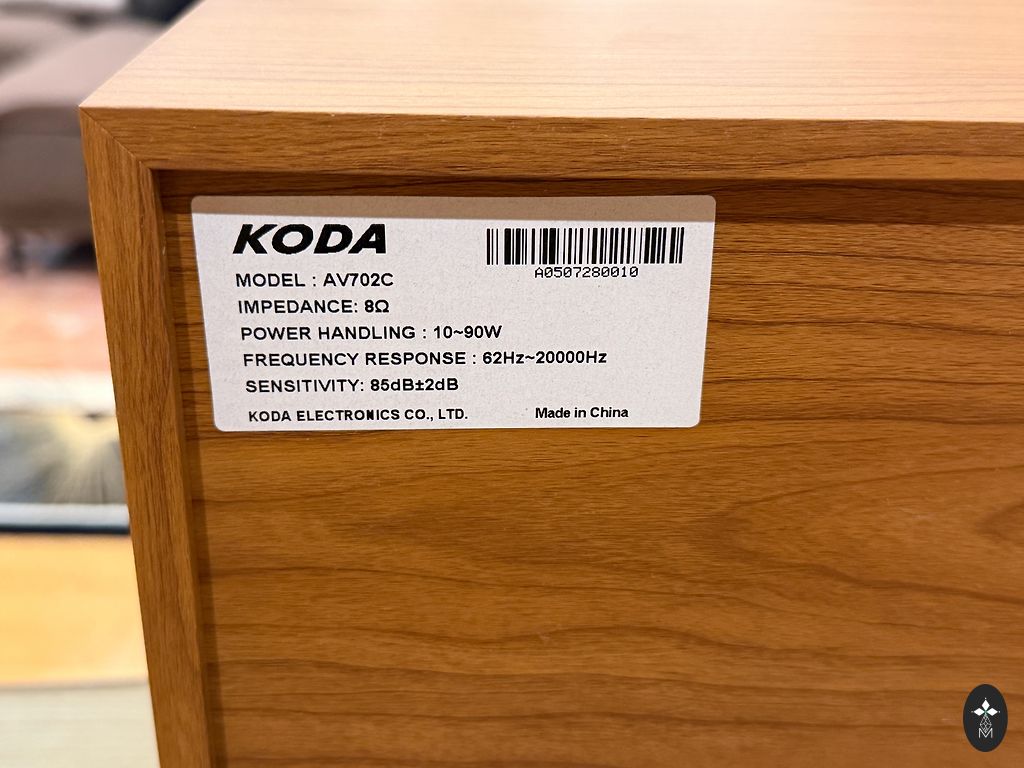 KODA
A0507280010
MODEL : AV702C
IMPEDANCE: 8Ω
POWER HANDLING : 10~90W
FREQUENCY RESPONSE : 62Hz~20000Hz
SENSITIVITY: 85dB±2dB
KODA ELECTRONICS CO., LTD. Made in China
M